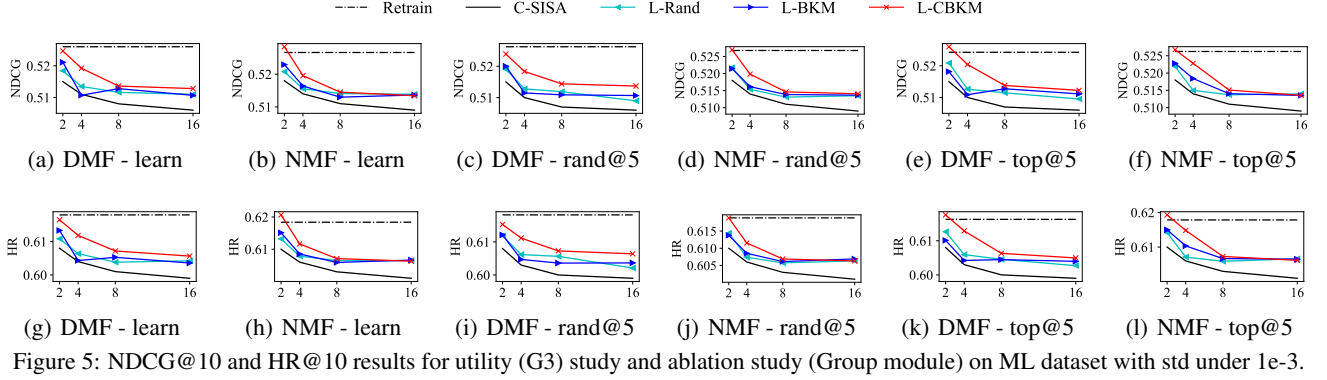 Retrain C-SISA L-Rand L-BKM L-CBKM
NDCG 0.52 0.51 2 4 8 16
NDCG 0.52 0.51 2 4 8 16
NDCG 0.52 0.51 2 4 8 16
NDCG 0.525 0.520 0.515 0.510 2 4 8 16
NDCG 0.52 0.51 2 4 8 16
NDCG 0.525 0.520 0.515 0.510 2 4 8 16
(a) DMF - learn (b) NMF - learn (c) DMF - rand@5 (d) NMF - rand@5 (e) DMF - top@5 (f) NMF - top@5
HR 0.61 0.60 2 4 8 16
HR 0.62 0.61 2 4 8 16
HR 0.61 0.60 2 4 8 16
HR 0.615 0.610 0.605 2 4 8 16
HR 0.61 0.60 2 4 8 16
HR 0.62 0.61 2 4 8 16
(g) DMF - learn (h) NMF - learn (i) DMF - rand@5 (j) NMF - rand@5 (k) DMF - top@5 (l) NMF - top@5
Figure 5: NDCG@10 and HR@10 results for utility (G3) study and ablation study (Group module) on ML dataset with std under 1e-3.